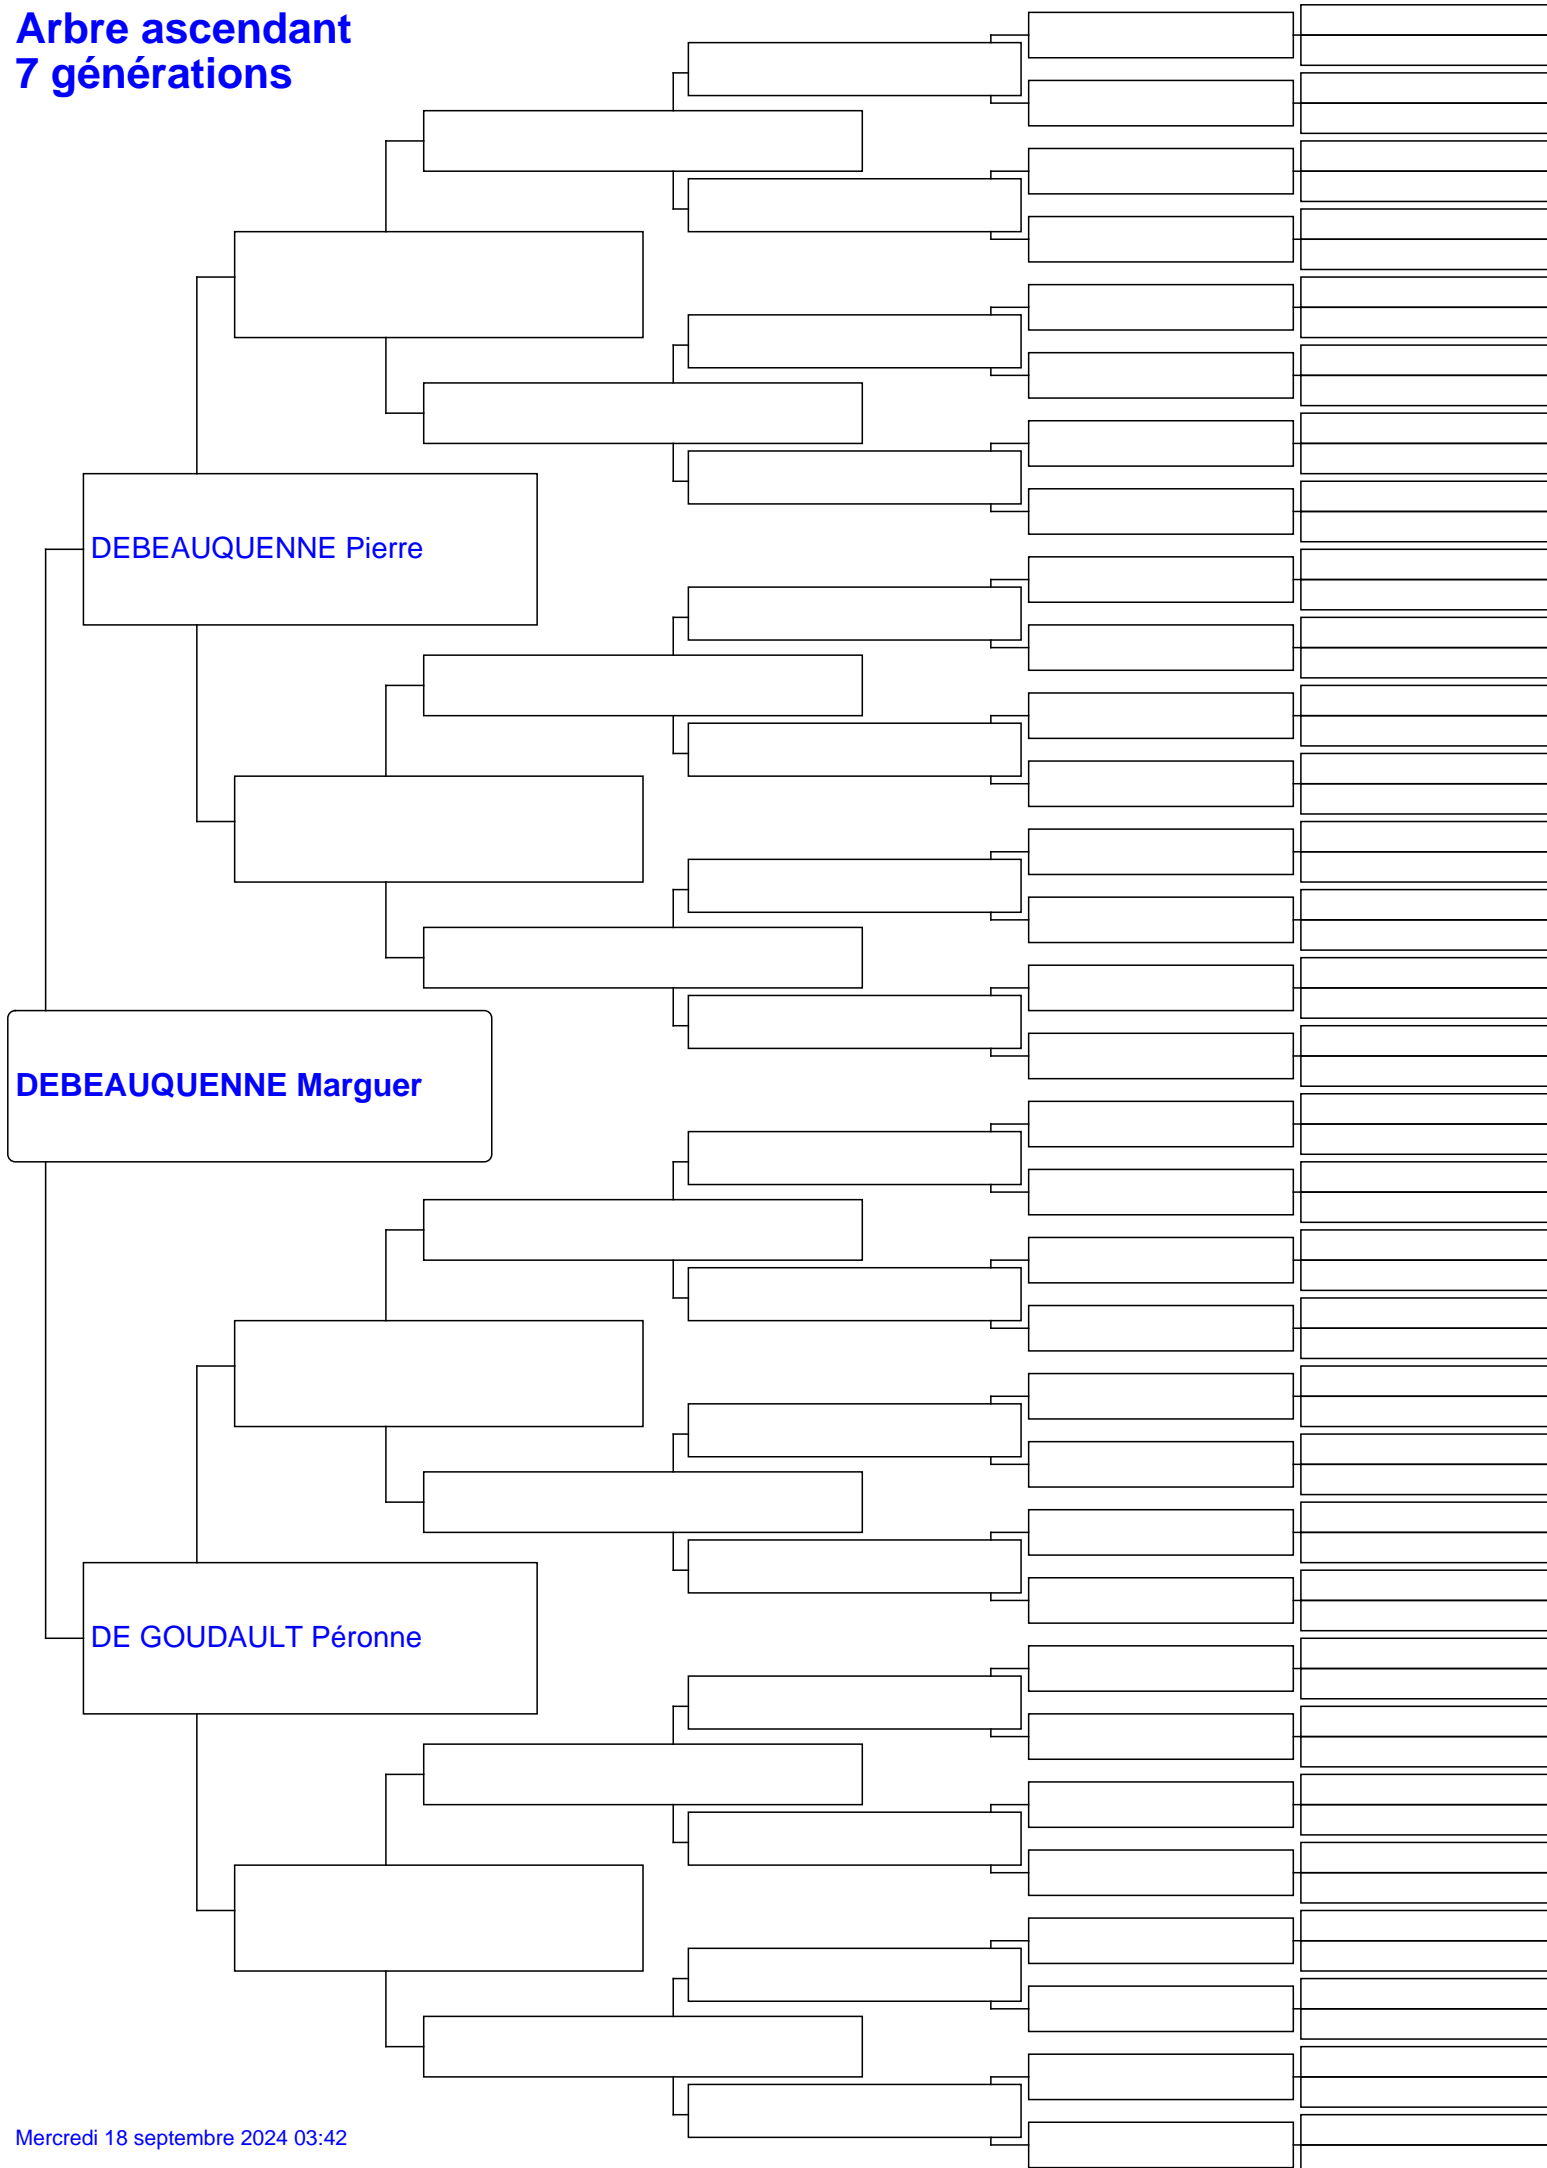 Arbre ascendant
7 générations
DEBEAUQUENNE Pierre
DEBEAUQUENNE Marguer
DE GOUDAULT Péronne
Mercredi 18 septembre 2024 03:42